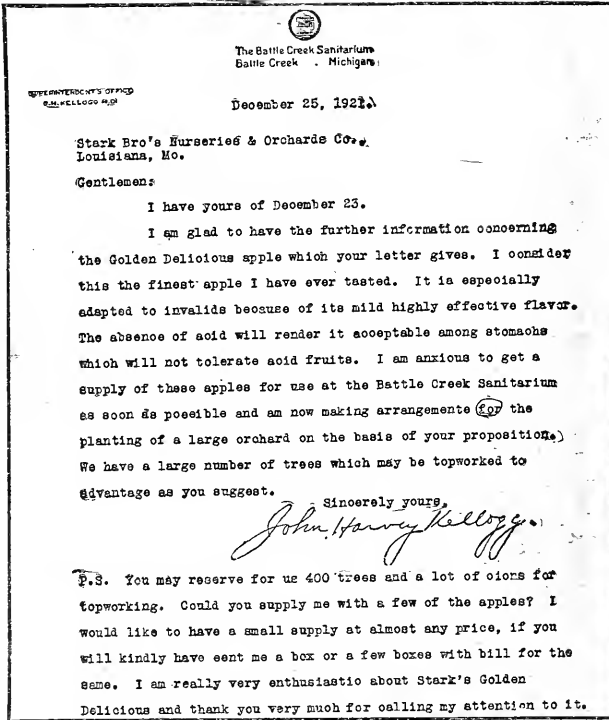 The Battle Creek Sanitarium
Battle Creek . Michigan
SUPERINTENDENT'S OFFICE
J.H. KELLOGG M.D.
December 25,
Stark Bro's Nurseries & Orchards Co.,
Louisiana, Mo.
Gentlemen:
I have yours of December 23.
I am glad to have the further information concerning
the Golden Delicious apple which your letter gives. I consider
this the finest apple I have ever tasted. It is especially
adapted to invalids because of its mild highly effective flavor.
The absence of acid will render it acceptable among stomachs
which will not tolerate acid fruits. I am anxious to get a
supply of these apples for use at the Battle Creek Sanitarium
as soon as possible and am now making arrangements for the
planting of a large orchard on the basis of your proposition.)
We have a large number of trees which may be topworked to
advantage as you suggest.
Sincerely yours,
John Harvey Kellogg.
P.S. You may reserve for us 400 trees and a lot of cions for
topworking. Could you supply me with a few of the apples? I
would like to have a small supply at almost any price, if you
will kindly have sent me a box or a few boxes with bill for the
same. I am really very enthusiastic about Stark's Golden
Delicious and thank you very much for calling my attention to it.